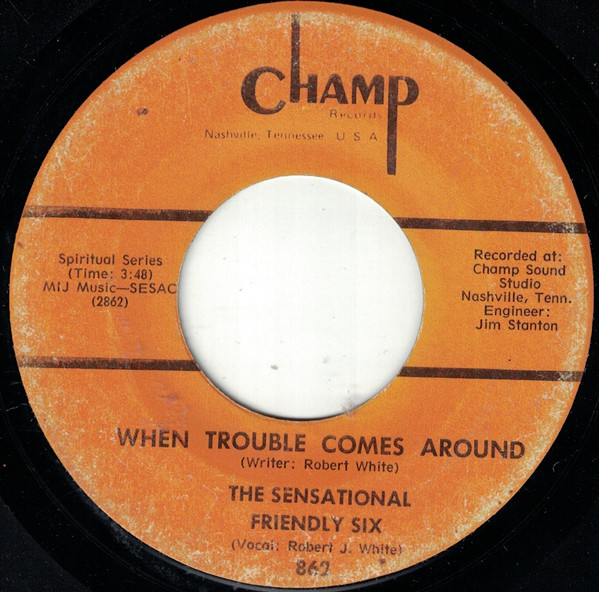 CHAMP
Records
Nashville, Tennessee U S A
Spiritual Series
(Time: 3:48)
MIJ Music—SESAC
(2862)
Recorded at:
Champ Sound
Studio
Nashville, Tenn.
Engineer:
Jim Stanton
WHEN TROUBLE COMES AROUND
(Writer: Robert White)
THE SENSATIONAL
FRIENDLY SIX
(Vocal: Robert J. White)
862